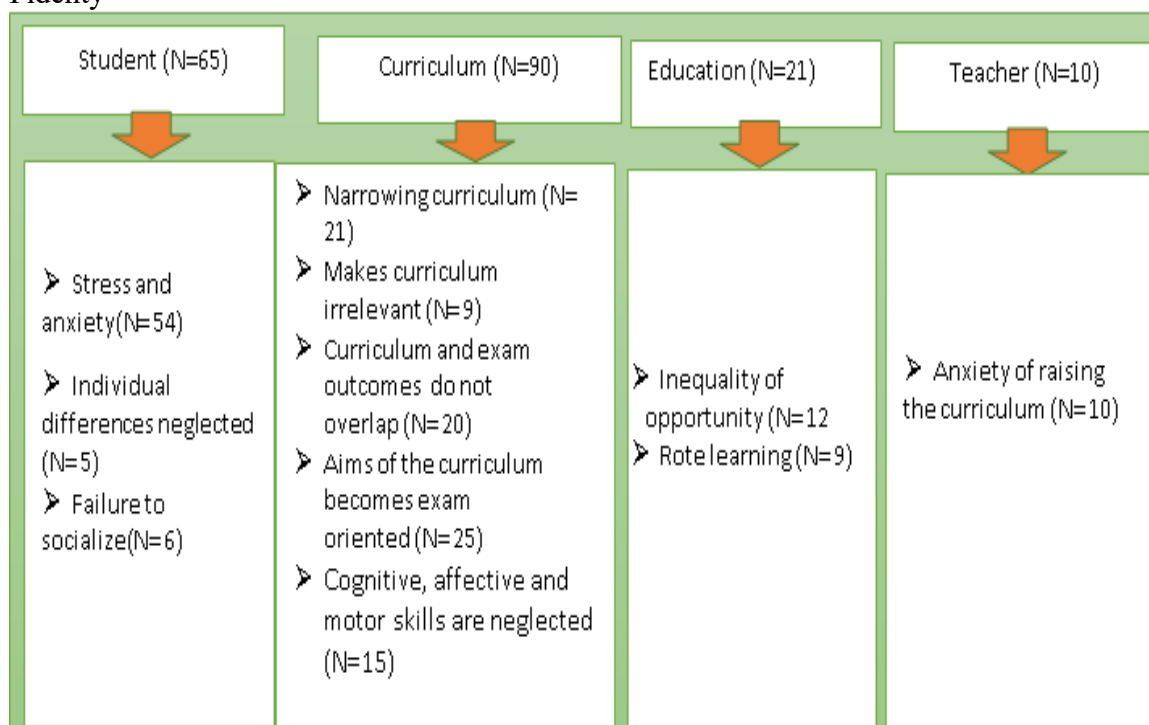 Fidelity
Student (N=65)
Curriculum (N=90)
Education (N=21)
Teacher (N=10)
➤ Stress and
anxiety(N=54)
➤ Individual
differences neglected
(N=5)
➤ Failure to
socialize(N=6)
➤ Narrowing curriculum (N=
21)
➤ Makes curriculum
irrelevant (N=9)
➤ Curriculum and exam
outcomes do not
overlap (N=20)
➤ Aims of the curriculum
becomes exam
oriented (N=25)
➤ Cognitive, affective and
motor skills are neglected
(N=15)
➤ Inequality of
opportunity (N=12
➤ Rote learning (N=9)
➤ Anxiety of raising
the curriculum (N=10)